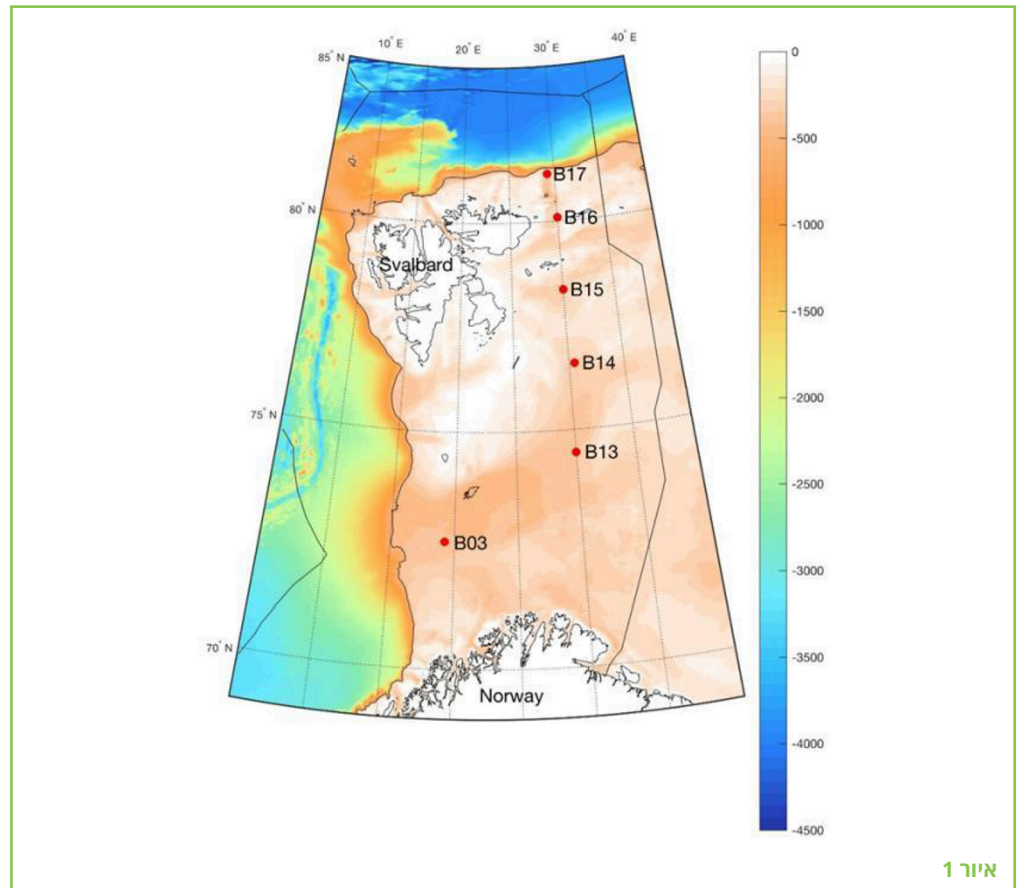 10° E
20° E
30° E
40° E
85° N
80° N
75° N
70° N
B17
B16
Svalbard
B15
B14
B13
B03
Norway
0
-500
-1000
-1500
-2000
-2500
-3000
-3500
-4000
-4500
איור 1